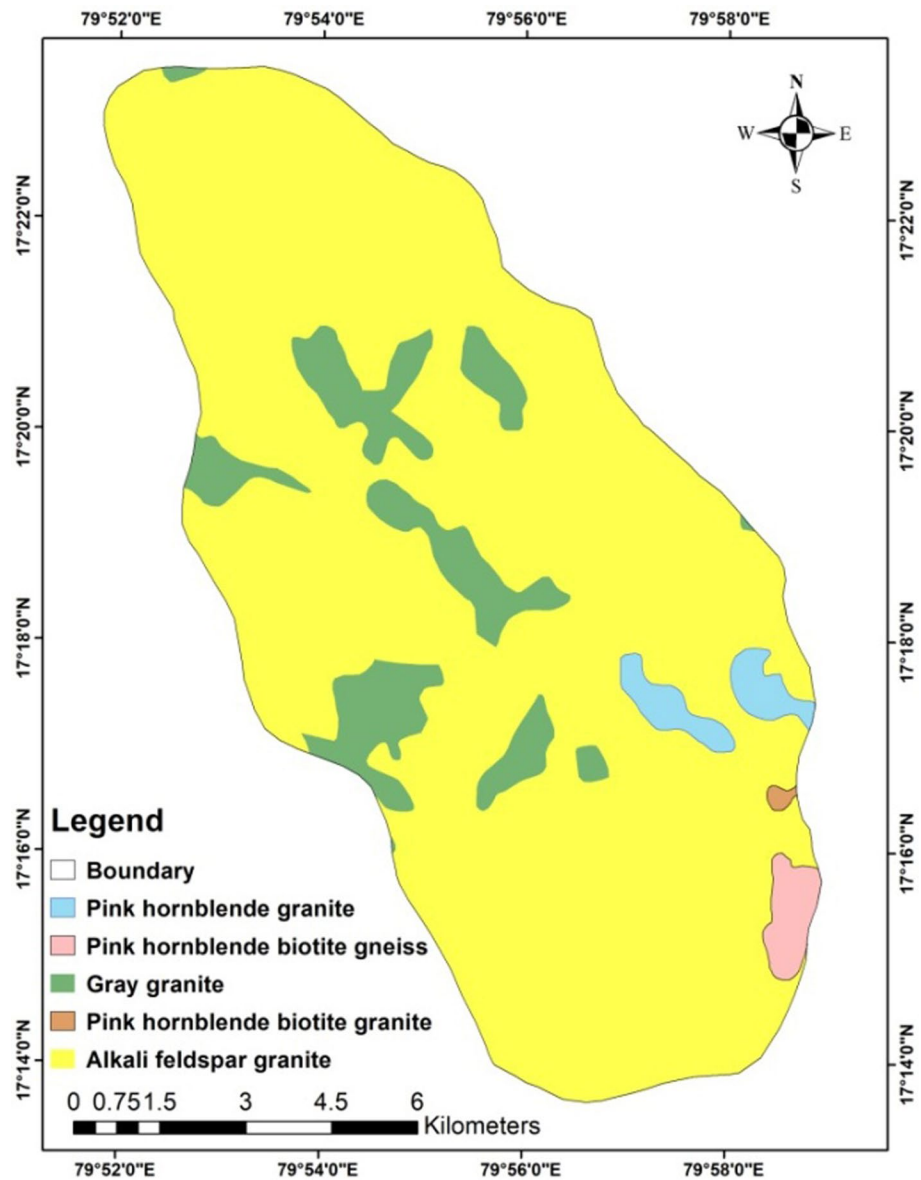 79°52'0"E 79°54'0"E 79°56'0"E 79°58'0"E
N
W E
S
17°22'0"N 17°22'0"N
17°20'0"N 17°20'0"N
17°18'0"N 17°18'0"N
17°16'0"N 17°16'0"N
17°14'0"N 17°14'0"N
Legend
Boundary
Pink hornblende granite
Pink hornblende biotite gneiss
Gray granite
Pink hornblende biotite granite
Alkali feldspar granite
0 0.75 1.5 3 4.5 6
Kilometers
79°52'0"E 79°54'0"E 79°56'0"E 79°58'0"E